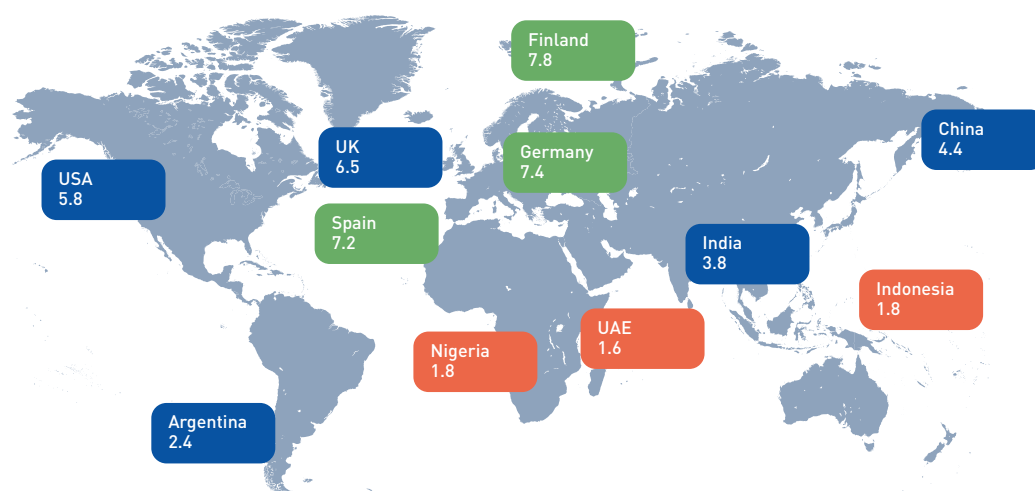 Finland
7.8
China
4.4
UK
6.5
Germany
7.4
USA
5.8
Spain
7.2
India
3.8
Indonesia
1.8
UAE
1.6
Nigeria
1.8
Argentina
2.4